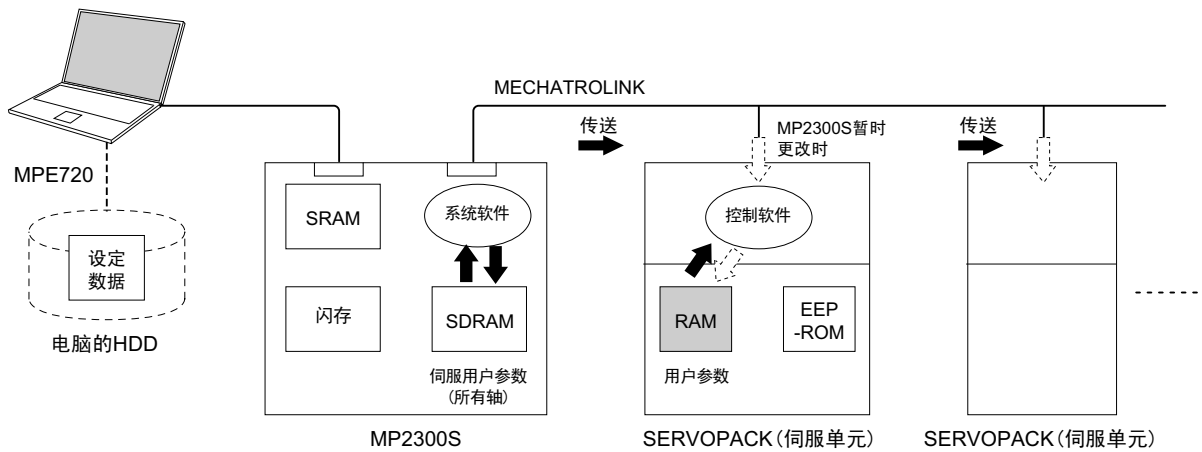 MECHATROLINK
传送
MP2300S暂时
更改时
传送
MPE720
设定
数据
电脑的HDD
SRAM
系统软件
闪存
SDRAM
伺服用户参数
(所有轴)
MP2300S
控制软件
RAM
EEP
-ROM
用户参数
SERVOPACK（伺服单元）
SERVOPACK（伺服单元）